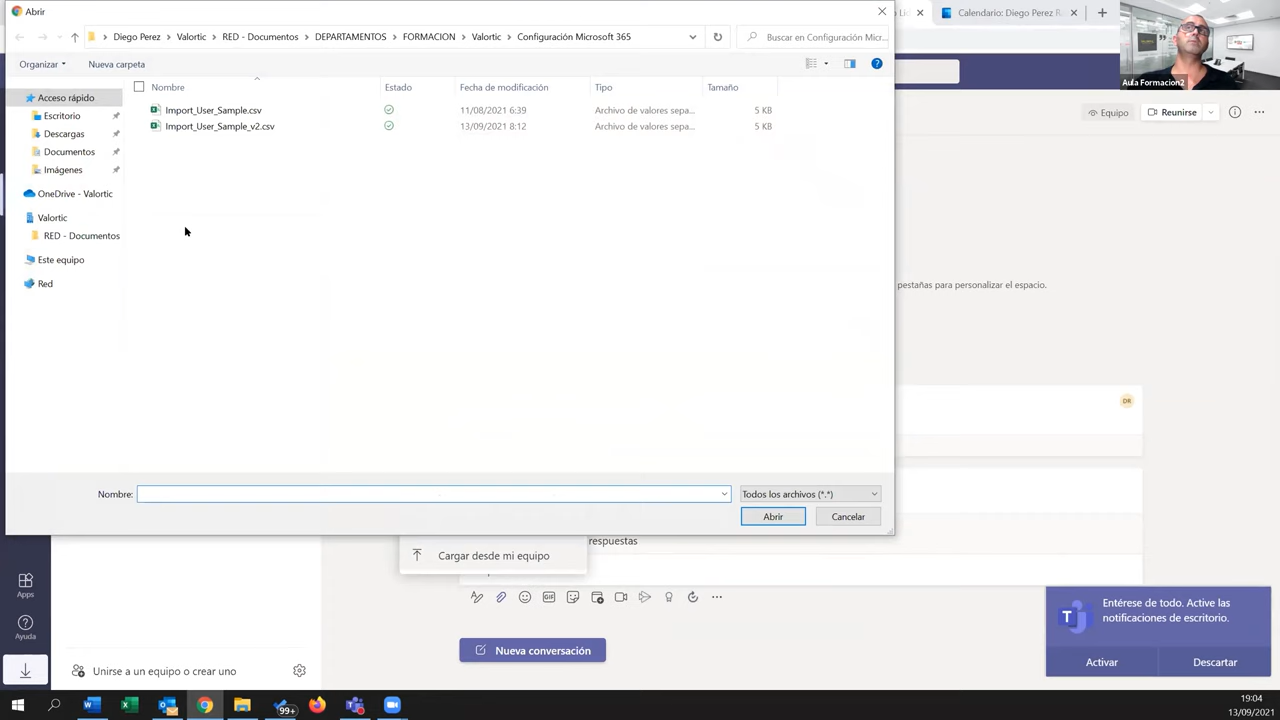 Abrir
Lic
Calendario: Diego Perez R
Diego Perez > Valortic > RED - Documentos > DEPARTAMENTOS > FORMACION > Valortic > Configuración Microsoft 365
Buscar en Configuración Micr...
Organizar
Nueva carpeta
Aula Formacion2
Nombre
Estado
Fecha de modificación
Tipo
Tamaño
Acceso rápido
Import_User_Sample.csv
11/08/2021 6:39
Archivo de valores sepa...
5 KB
Equipo
Reunirse
Escritorio
Import_User_Sample_v2.csv
13/09/2021 8:12
Archivo de valores sepa...
5 KB
Descargas
Documentos
Imágenes
OneDrive - Valortic
Valortic
RED - Documentos
Este equipo
Red
pestañas para personalizar el espacio.
DR
Nombre:
Todos los archivos (*.*)
Abrir
Cancelar
respuestas
Cargar desde mi equipo
Apps
GIF
Entérese de todo. Active las
notificaciones de escritorio.
Ayuda
Nueva conversación
Activar
Descartar
Unirse a un equipo o crear uno
99+
19:04
13/09/2021